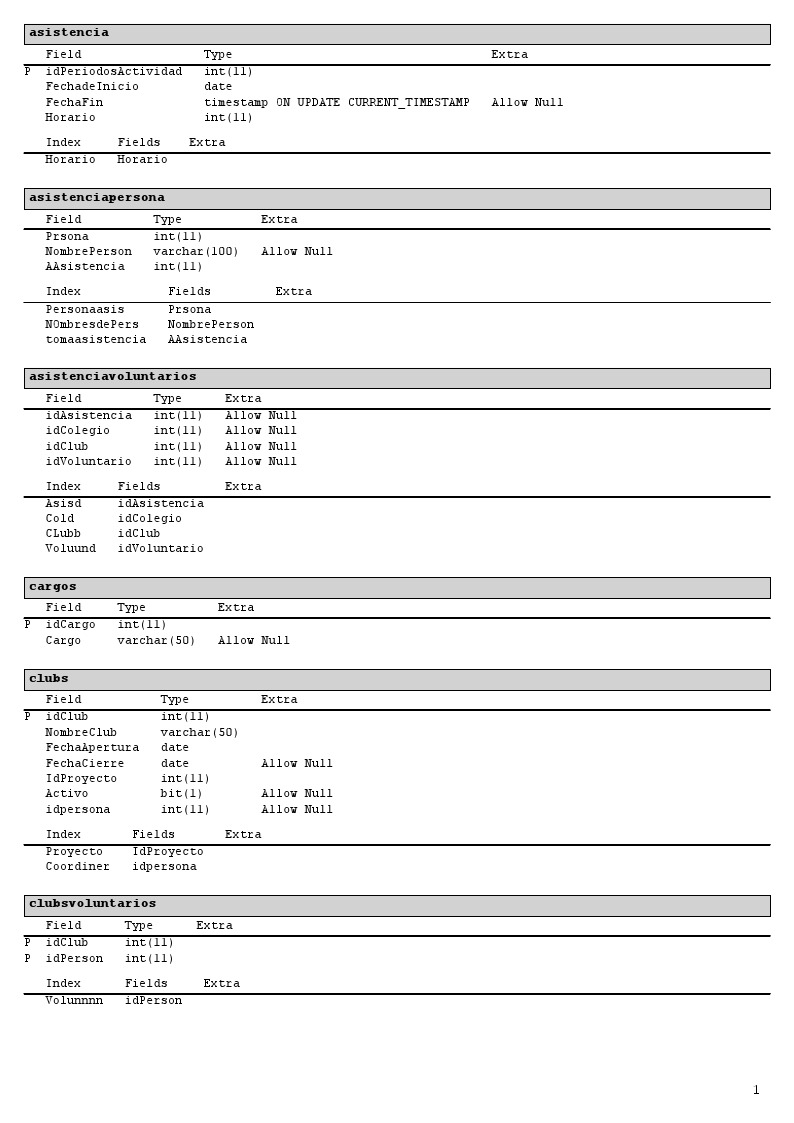 asistencia
Field Type Extra
P idPeriodosActividad int(11)
FechadeInicio date
FechaFin timestamp ON UPDATE CURRENT_TIMESTAMP Allow Null
Horario int(11)
Index Fields Extra
Horario Horario
asistenciapersona
Field Type Extra
Prsona int(11)
NombrePerson varchar(100) Allow Null
AAsistencia int(11)
Index Fields Extra
Personaasis Prsona
NOmbresdePers NombrePerson
tomaasistencia AAsistencia
asistenciavoluntarios
Field Type Extra
idAsistencia int(11) Allow Null
idColegio int(11) Allow Null
idClub int(11) Allow Null
idVoluntario int(11) Allow Null
Index Fields Extra
Asisd idAsistencia
Cold idColegio
CLubb idClub
Voluund idVoluntario
cargos
Field Type Extra
P idCargo int(11)
Cargo varchar(50) Allow Null
clubs
Field Type Extra
P idClub int(11)
NombreClub varchar(50)
FechaApertura date
FechaCierre date Allow Null
IdProyecto int(11)
Activo bit(1) Allow Null
idpersona int(11) Allow Null
Index Fields Extra
Proyecto IdProyecto
Coordiner idpersona
clubsvoluntarios
Field Type Extra
P idClub int(11)
P idPerson int(11)
Index Fields Extra
Volunnnn idPerson
1